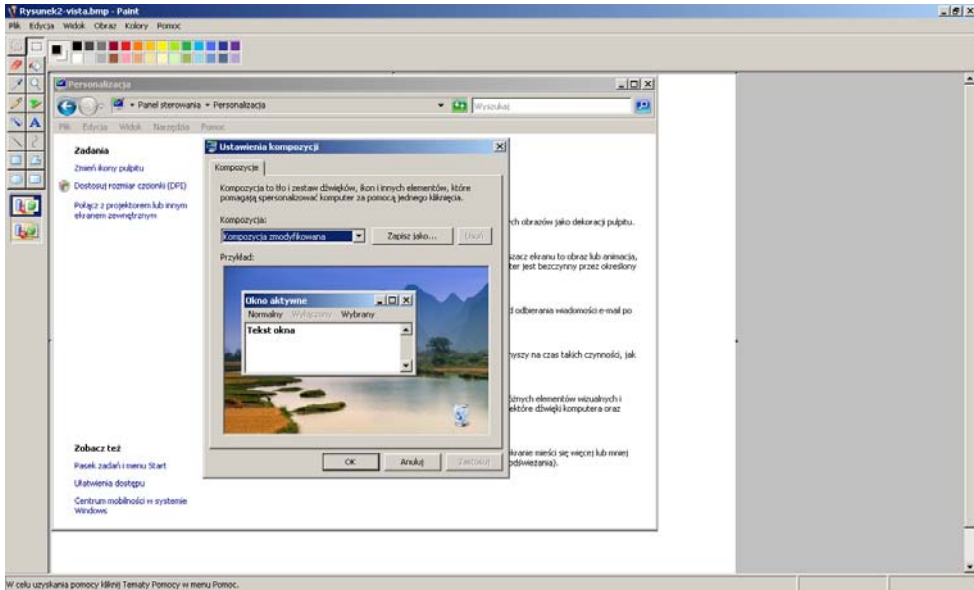 Rysunek2-vista.bmp - Paint
Plik Edycja Widok Obraz Kolory Pomoc
Personalizacja
Panel sterowania Personalizacja
Wyszukaj
Plik Edycja Widok Narzędzia Pomoc
Zadania
Zmień ikony pulpitu
Dostosuj rozmiar czcionki (DPI)
Połącz z projektorem lub innym
ekranem zewnętrznym
Ustawienia kompozycji
Kompozycje
Kompozycja to tło i zestaw dźwięków, ikon i innych elementów, które
pomagają spersonalizować komputer za pomocą jednego kliknięcia.
Kompozycja:
Kompozycja zmodyfikowana
Zapisz jako...
Usuń
Przykład:
Okno aktywne
Normalny Wyłączony Wybrany
Tekst okna
OK
Anuluj
Zastosuj
ch obrazów jako dekoracji pulpitu.
szacz ekranu to obraz lub animacja,
ter jest bezczynny przez określony
d odbierania wiadomości e-mail po
yszy na czas takich czynności, jak
óżnych elementów wizualnych i
ektóre dźwięki komputera oraz
kranie mieści się więcej lub mniej
odświeżania).
Zobacz też
Pasek zadań i menu Start
Ułatwienia dostępu
Centrum mobilności w systemie
Windows
W celu uzyskania pomocy kliknij Tematy Pomocy w menu Pomoc.